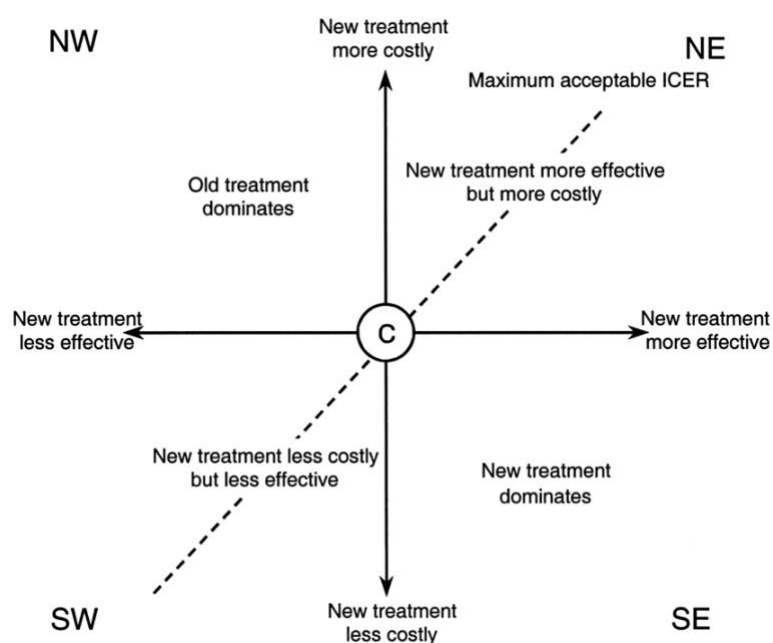 NW
New treatment
more costly
NE
Maximum acceptable ICER
New treatment more effective
but more costly
Old treatment
dominates
New treatment
less effective
C
New treatment
more effective
New treatment less costly
but less effective
New treatment
dominates
SW
New treatment
less costly
SE